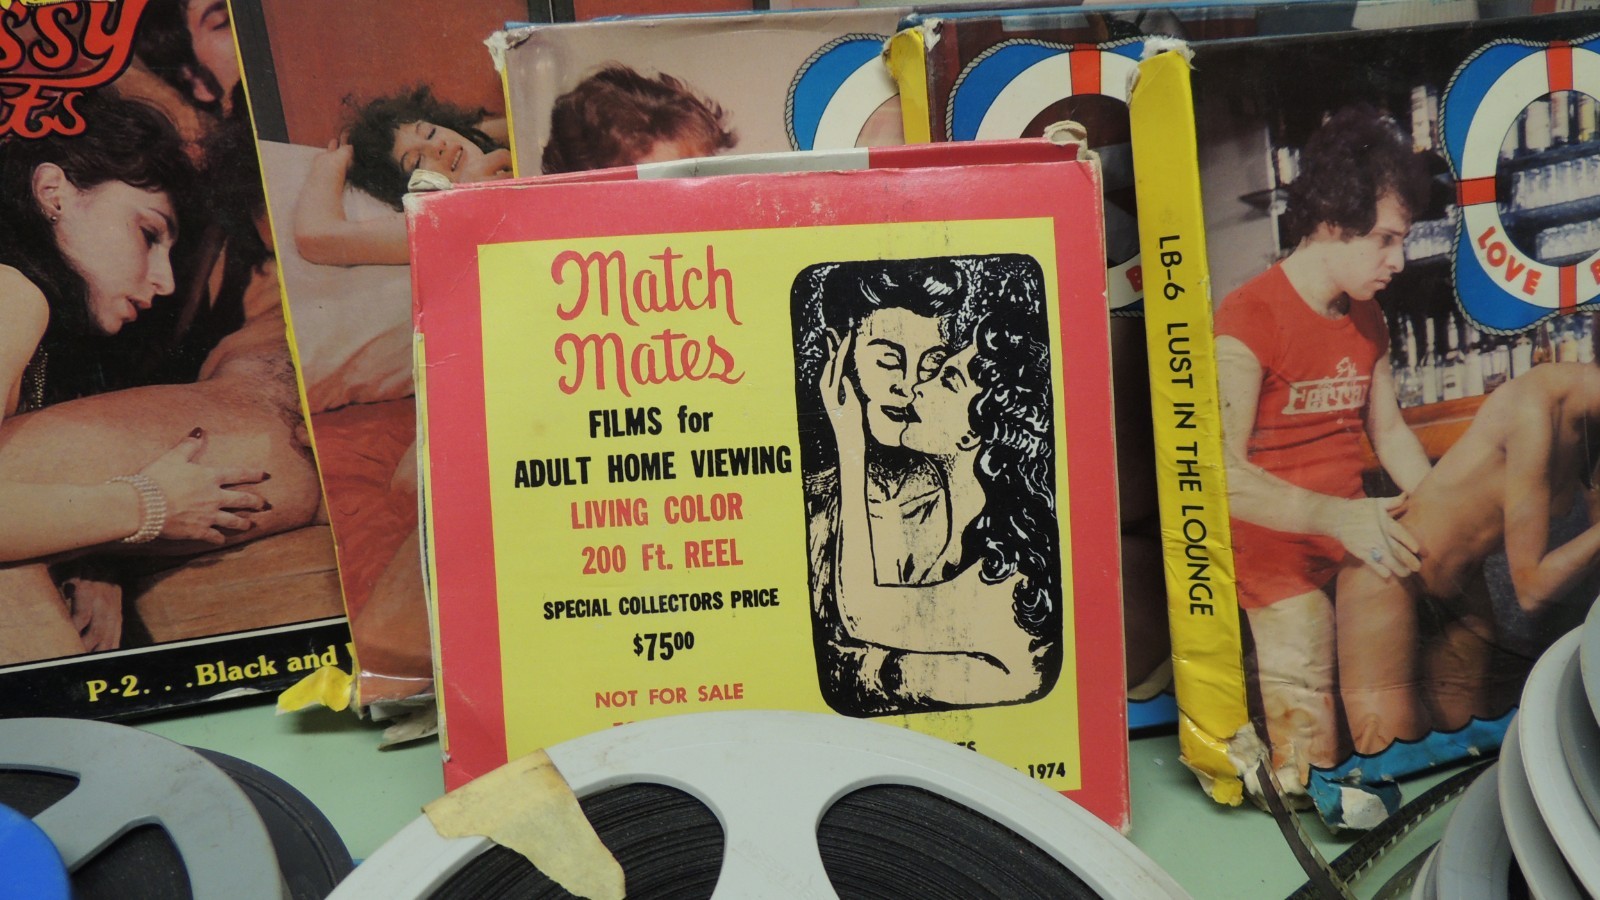 Match
Mates
FILMS for
ADULT HOME VIEWING
LIVING COLOR
200 Ft. REEL
SPECIAL COLLECTORS PRICE
$75.00
NOT FOR SALE
1974
P-2. . .Black and
LB-6 LUST IN THE LOUNGE
LOVE
Ferrari